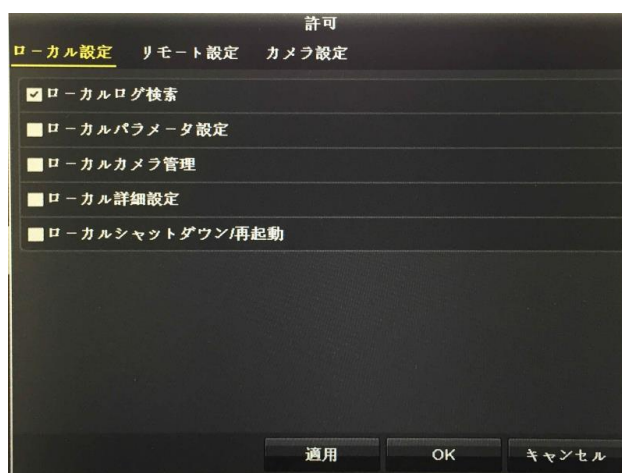 許可
ローカル設定 リモート設定 カメラ設定
ローカルログ検索
ローカルパラメータ設定
ローカルカメラ管理
ローカル詳細設定
ローカルシャットダウン/再起動
適用 OK キャンセル